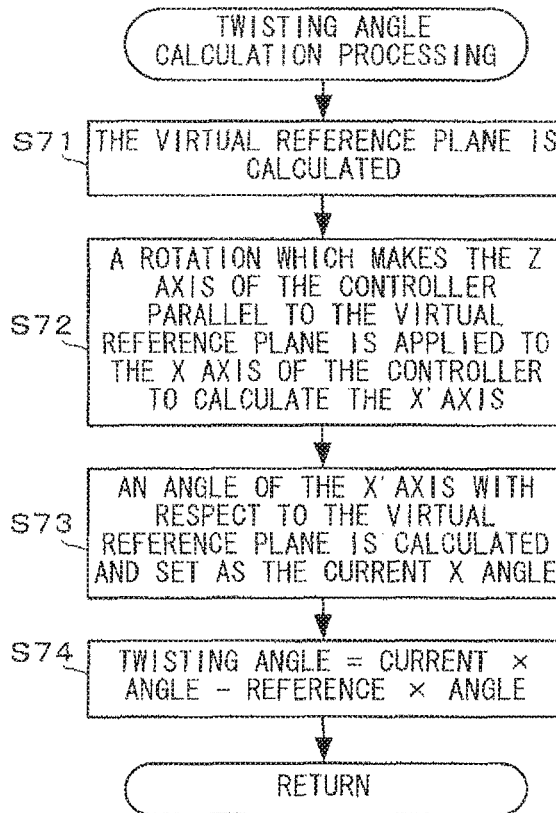 TWISTING ANGLE
CALCULATION PROCESSING
S71
THE VIRTUAL REFERENCE PLANE IS
CALCULATED
S72
A ROTATION WHICH MAKES THE Z
AXIS OF THE CONTROLLER
PARALLEL TO THE VIRTUAL
REFERENCE PLANE IS APPLIED TO
THE X AXIS OF THE CONTROLLER
TO CALCULATE THE X'AXIS
S73
AN ANGLE OF THE X'AXIS WITH
RESPECT TO THE VIRTUAL
REFERENCE PLANE IS CALCULATED
AND SET AS THE CURRENT X ANGLE
S74
TWISTING ANGLE = CURRENT ×
ANGLE - REFERENCE × ANGLE
RETURN